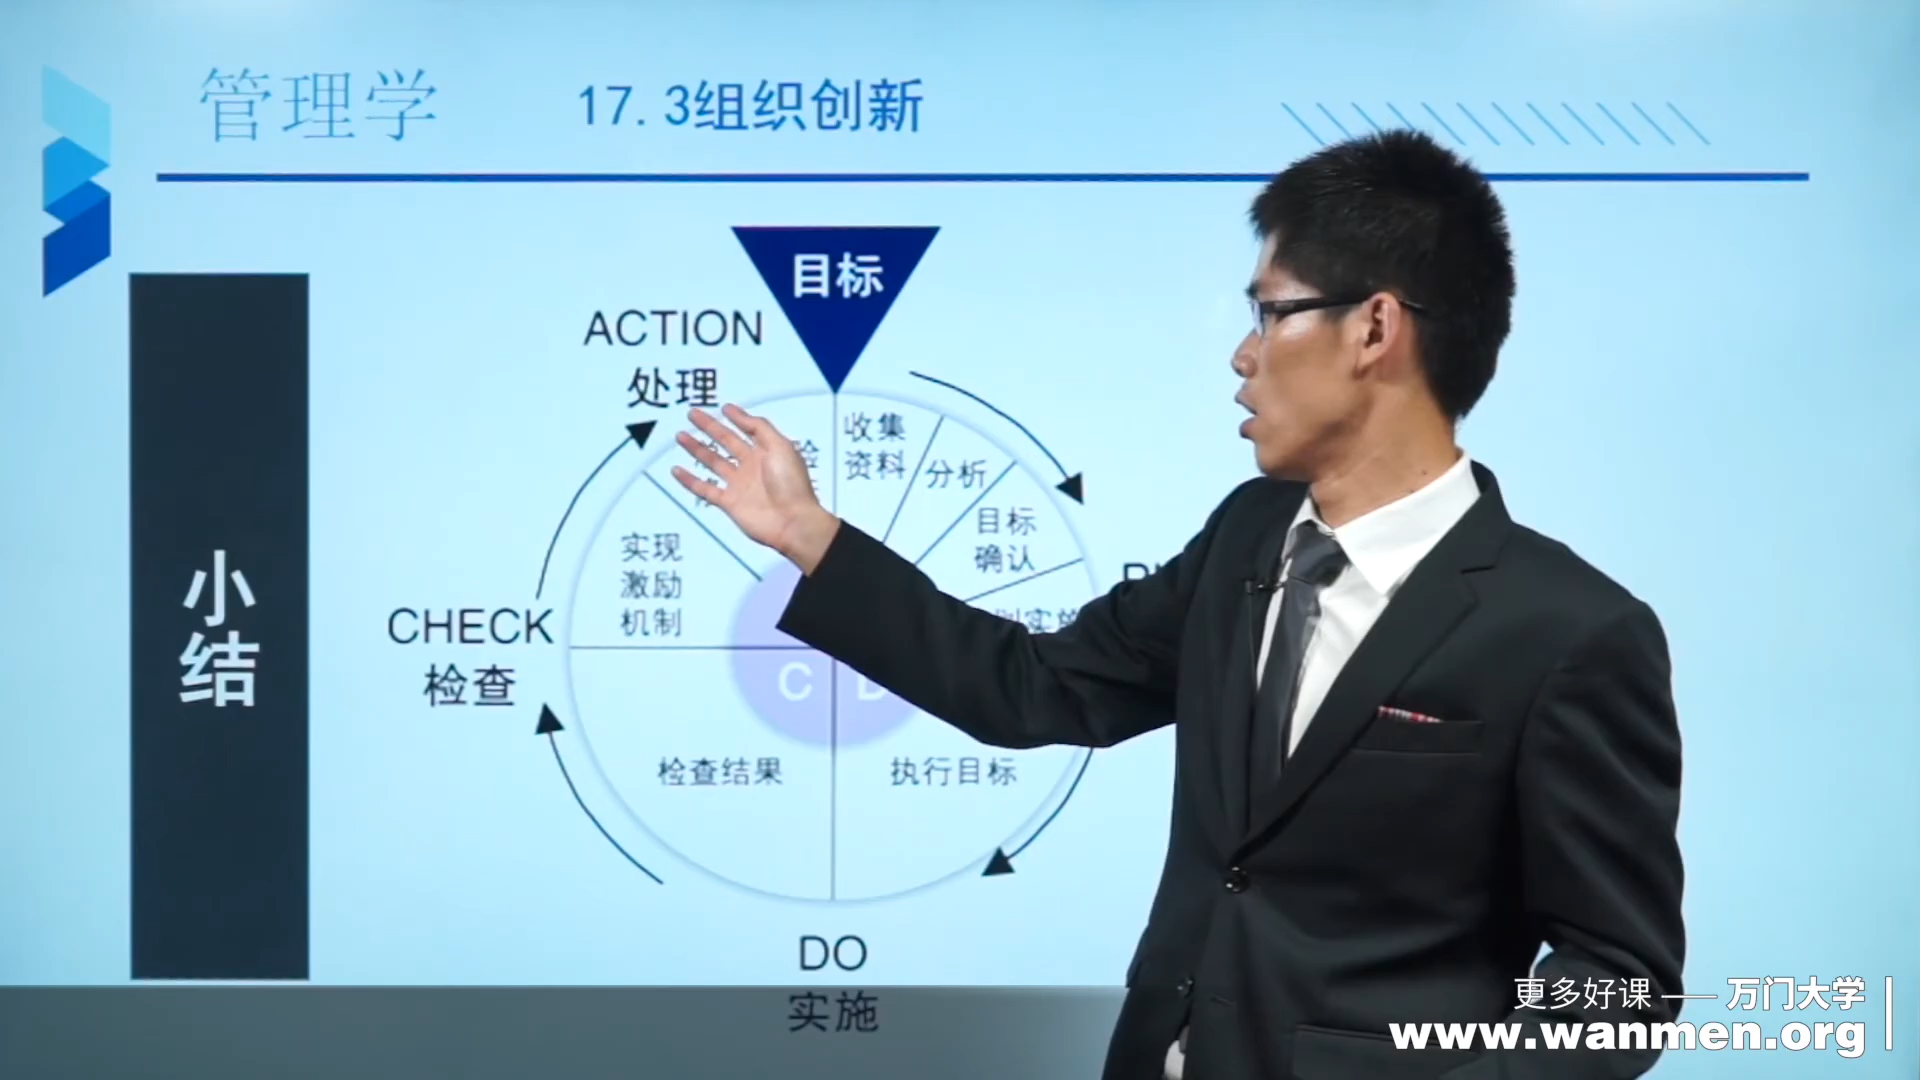 管理学
17.3组织创新
目标
ACTION
处理
收集
资料
分析
目标
确认
实施
实现
激励
机制
CHECK
检查
C
D
检查结果
执行目标
DO
实施
小
结
更多好课 —— 万门大学
www.wanmen.org